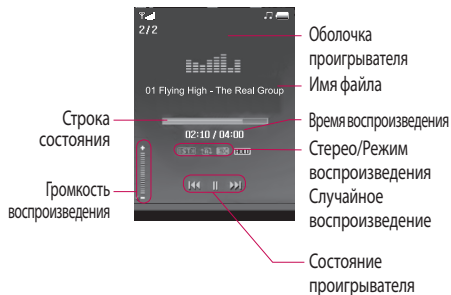 2/2
Оболочка
проигрывателя
01 Flying High - The Real Group
Имя файла
Строка
состояния
02:10 / 04:00
Время воспроизведения
Стерео/Режим
воспроизведения
Случайное
воспроизведение
Громкость
воспроизведения
Состояние
проигрывателя